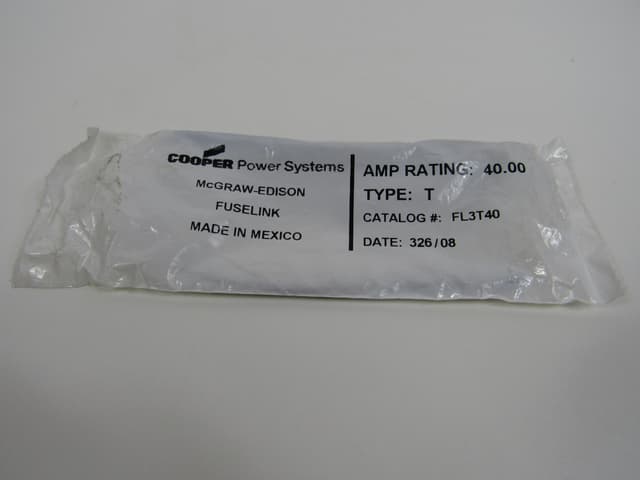 COOPER Power Systems
McGRAW-EDISON
FUSELINK
MADE IN MEXICO
AMP RATING: 40.00
TYPE: T
CATALOG #: FL3T40
DATE: 326/08